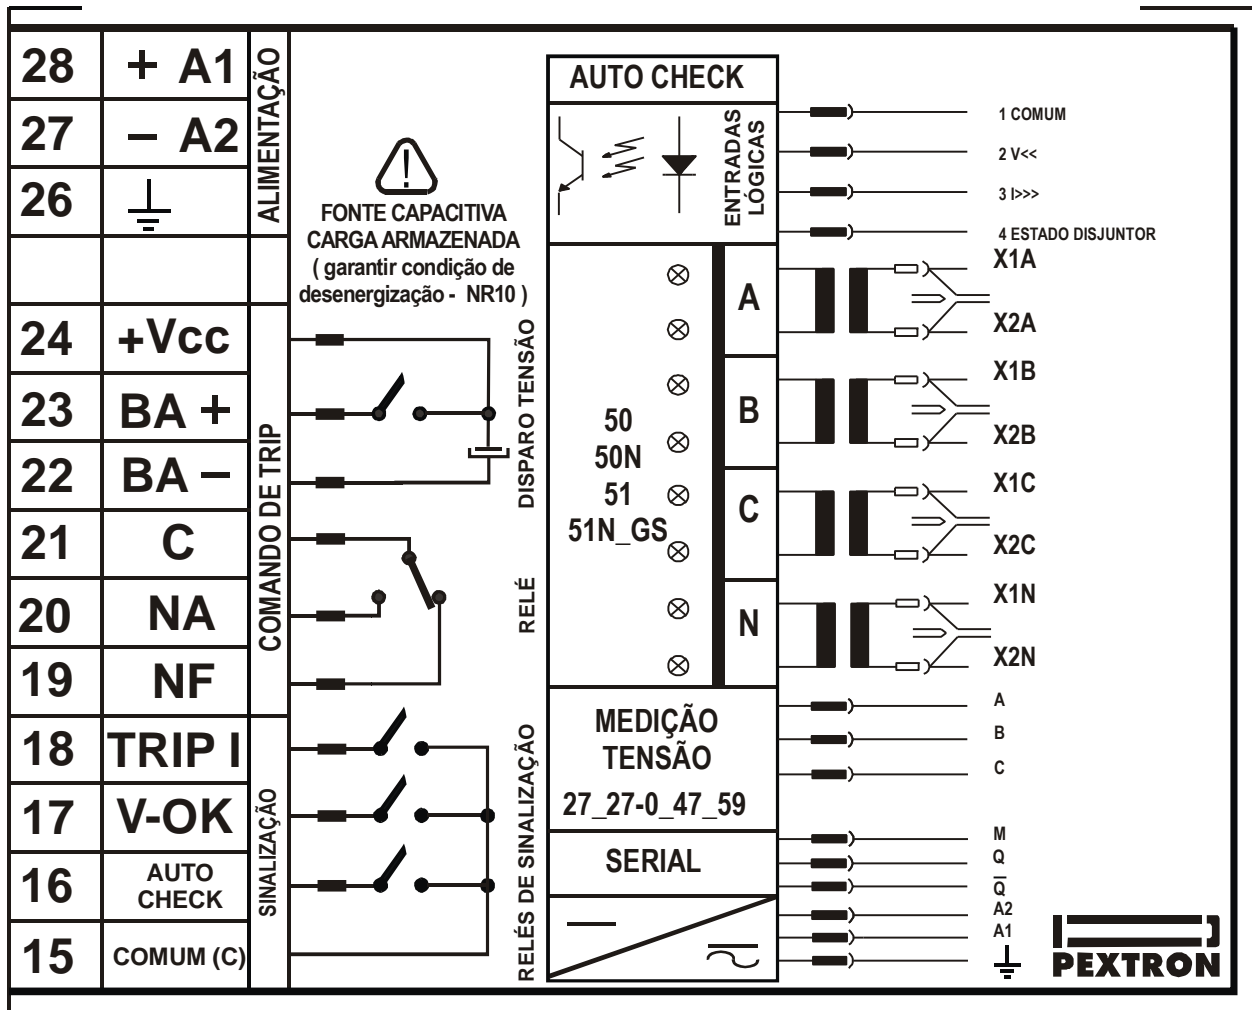 28 + A1
27 – A2
26
ALIMENTAÇÃO
24 +Vcc
23 BA +
22 BA –
21 C
20 NA
19 NF
COMANDO DE TRIP
18 TRIP I
17 V-OK
16 AUTO
CHECK
15 COMUM (C)
SINALIZAÇÃO
!
FONTE CAPACITIVA
CARGA ARMAZENADA
( garantir condição de
desenergização - NR10 )
DISPARO TENSÃO
RELÉ
RELÉS DE SINALIZAÇÃO
AUTO CHECK
ENTRADAS
LÓGICAS
50
50N
51
51N_GS
A
B
C
N
MEDIÇÃO
TENSÃO
27_27-0_47_59
SERIAL
1 COMUM
2 V<<
3 I>>>
4 ESTADO DISJUNTOR
X1A
X2A
X1B
X2B
X1C
X2C
X1N
X2N
A
B
C
M
Q
Q̅
A2
A1
PEXTRON